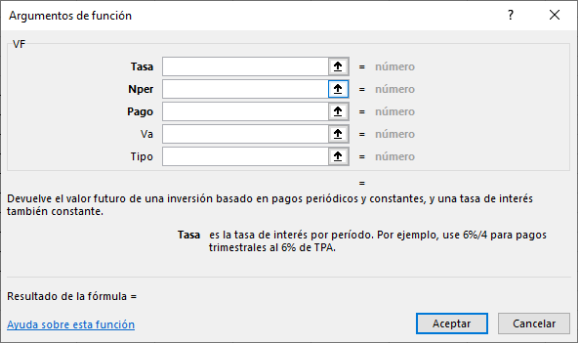 Argumentos de función ?
VF
Tasa = número
Nper = número
Pago = número
Va = número
Tipo = número
=
Devuelve el valor futuro de una inversión basado en pagos periódicos y constantes, y una tasa de interés
también constante.
Tasa es la tasa de interés por período. Por ejemplo, use 6%/4 para pagos
trimestrales al 6% de TPA.
Resultado de la fórmula =
Ayuda sobre esta función Aceptar Cancelar